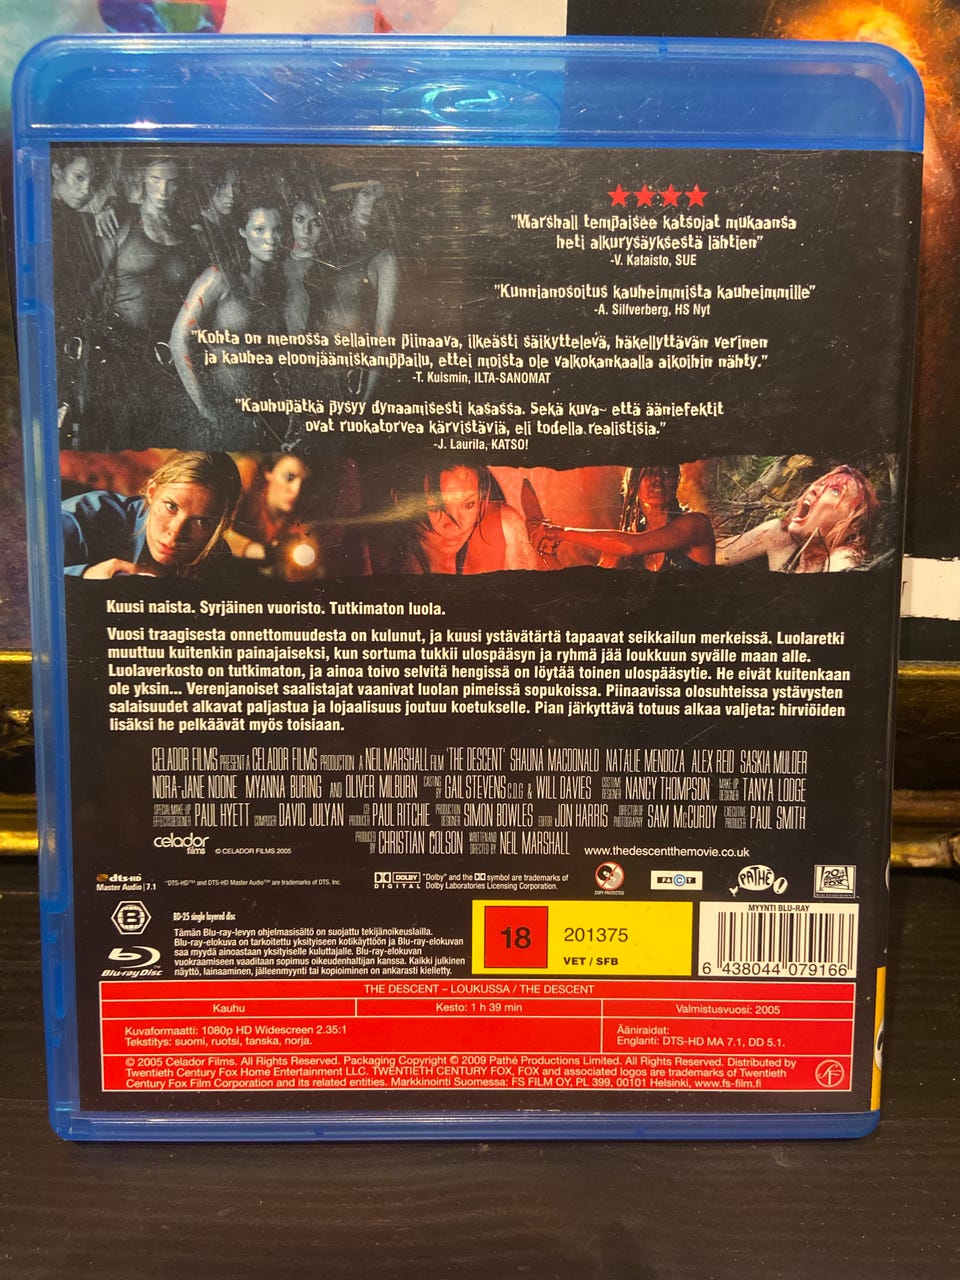 "Marshall tempaisee katsojat mukaansa
heti alkurysäyksestä lähtien"
-V. Kataisto, SUE
"Kunnianosoitus kauheimmista kauheimmille"
-A. Silfverberg, HS Nyt
"Kohta on menossa sellainen piinaava, ilkeästi säikyttelevä, häkellyttävän verinen
ja kauhea eloonjäämiskamppailu, ettei moista ole valkokankaalla aikoihin nähty."
-T. Kuismin, ILTA-SANOMAT
"Kauhupätkä pysyy dynaamisesti kasassa. Sekä kuva- että ääniefektit
ovat ruokatorvea kärvistäviä, eli todella realistisia."
-J. Laurila, KATSO!
Kuusi naista. Syrjäinen vuoristo. Tutkimaton luola.
Vuosi traagisesta onnettomuudesta on kulunut, ja kuusi ystävätärtä tapaavat seikkailun merkeissä. Luolaretki
muuttuu kuitenkin painajaiseksi, kun sortuma tukkii ulospääsyn ja ryhmä jää loukkuun syvälle maan alle.
Luolaverkosto on tutkimaton, ja ainoa toivo selvitä hengissä on löytää toinen ulospääsytie. He eivät kuitenkaan
ole yksin... Verenjanoiset saalistajat vaanivat luolan pimeissä sopukoissa. Piinaavissa olosuhteissa ystävysten
salaisuudet alkavat paljastua ja lojaalisuus joutuu koetukselle. Pian järkyttävä totuus alkaa valjeta: hirviöiden
lisäksi he pelkäävät myös toisiaan.
CELADOR FILMS PRESENT A CELADOR FILMS PRODUCTION A NEIL MARSHALL FILM 'THE DESCENT' SHAUNA MACDONALD NATALIE MENDOZA ALEX REID SASKIA MULDER
NORA-JANE NOONE MYANNA BURING AND OLIVER MILBURN CASTING BY GAIL STEVENS C.D.G & WILL DAVIES COSTUME DESIGNER NANCY THOMPSON MAKE-UP DESIGNER TANYA LODGE
SPECIAL MAKE-UP EFFECTS DESIGNER PAUL HYETT COMPOSER DAVID JULYAN CO-PRODUCER PAUL RITCHIE PRODUCTION DESIGNER SIMON BOWLES EDITOR JON HARRIS DIRECTOR OF PHOTOGRAPHY SAM McCURDY EXECUTIVE PRODUCER PAUL SMITH
PRODUCED BY CHRISTIAN COLSON WRITTEN AND DIRECTED BY NEIL MARSHALL
celador films © CELADOR FILMS 2005 www.thedescentthemovie.co.uk
dts-HD Master Audio 7.1
"DTS-HD™ and DTS-HD Master Audio™ are trademarks of DTS, Inc.
DOLBY DIGITAL
"Dolby" and the DD symbol are trademarks of
Dolby Laboratories Licensing Corporation.
COPY PROTECTED
FACT
PATHÉ!
20th CENTURY FOX
B
Blu-ray Disc
BD-25 single layered disc
Tämän Blu-ray-levyn ohjelmasisältö on suojattu tekijänoikeuslailla.
Blu-ray-elokuva on tarkoitettu yksityiseen kotikäyttöön ja Blu-ray-elokuvan
saa myydä ainoastaan yksityiselle kuluttajalle. Blu-ray-elokuvan
vuokraamiseen vaaditaan sopimus oikeudenhaltijan kanssa. Kaikki julkinen
näyttö, lainaaminen, jälleenmyynti tai kopioiminen on ankarasti kielletty.
18
201375
VET / SFB
MYYNTI BLU-RAY
6 438044 079166
THE DESCENT – LOUKUSSA / THE DESCENT
Kauhu
Kesto: 1 h 39 min
Valmistusvuosi: 2005
Kuvaformaatti: 1080p HD Widescreen 2.35:1
Tekstitys: suomi, ruotsi, tanska, norja.
Ääniraidat:
Englanti: DTS-HD MA 7.1, DD 5.1.
© 2005 Celador Films. All Rights Reserved. Packaging Copyright © 2009 Pathé Productions Limited. All Rights Reserved. Distributed by
Twentieth Century Fox Home Entertainment LLC. TWENTIETH CENTURY FOX, FOX and associated logos are trademarks of Twentieth
Century Fox Film Corporation and its related entities. Markkinointi Suomessa: FS FILM OY, PL 399, 00101 Helsinki, www.fs-film.fi